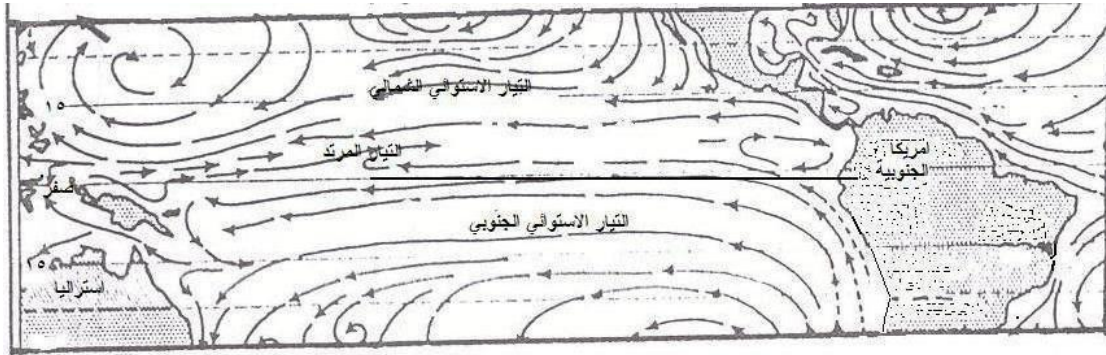 التيار الاستوائي الشمالي
١٥
التيار المرتد
امريكا
الجنوبية
صفر
التيار الاستوائي الجنوبي
١٥
استراليا